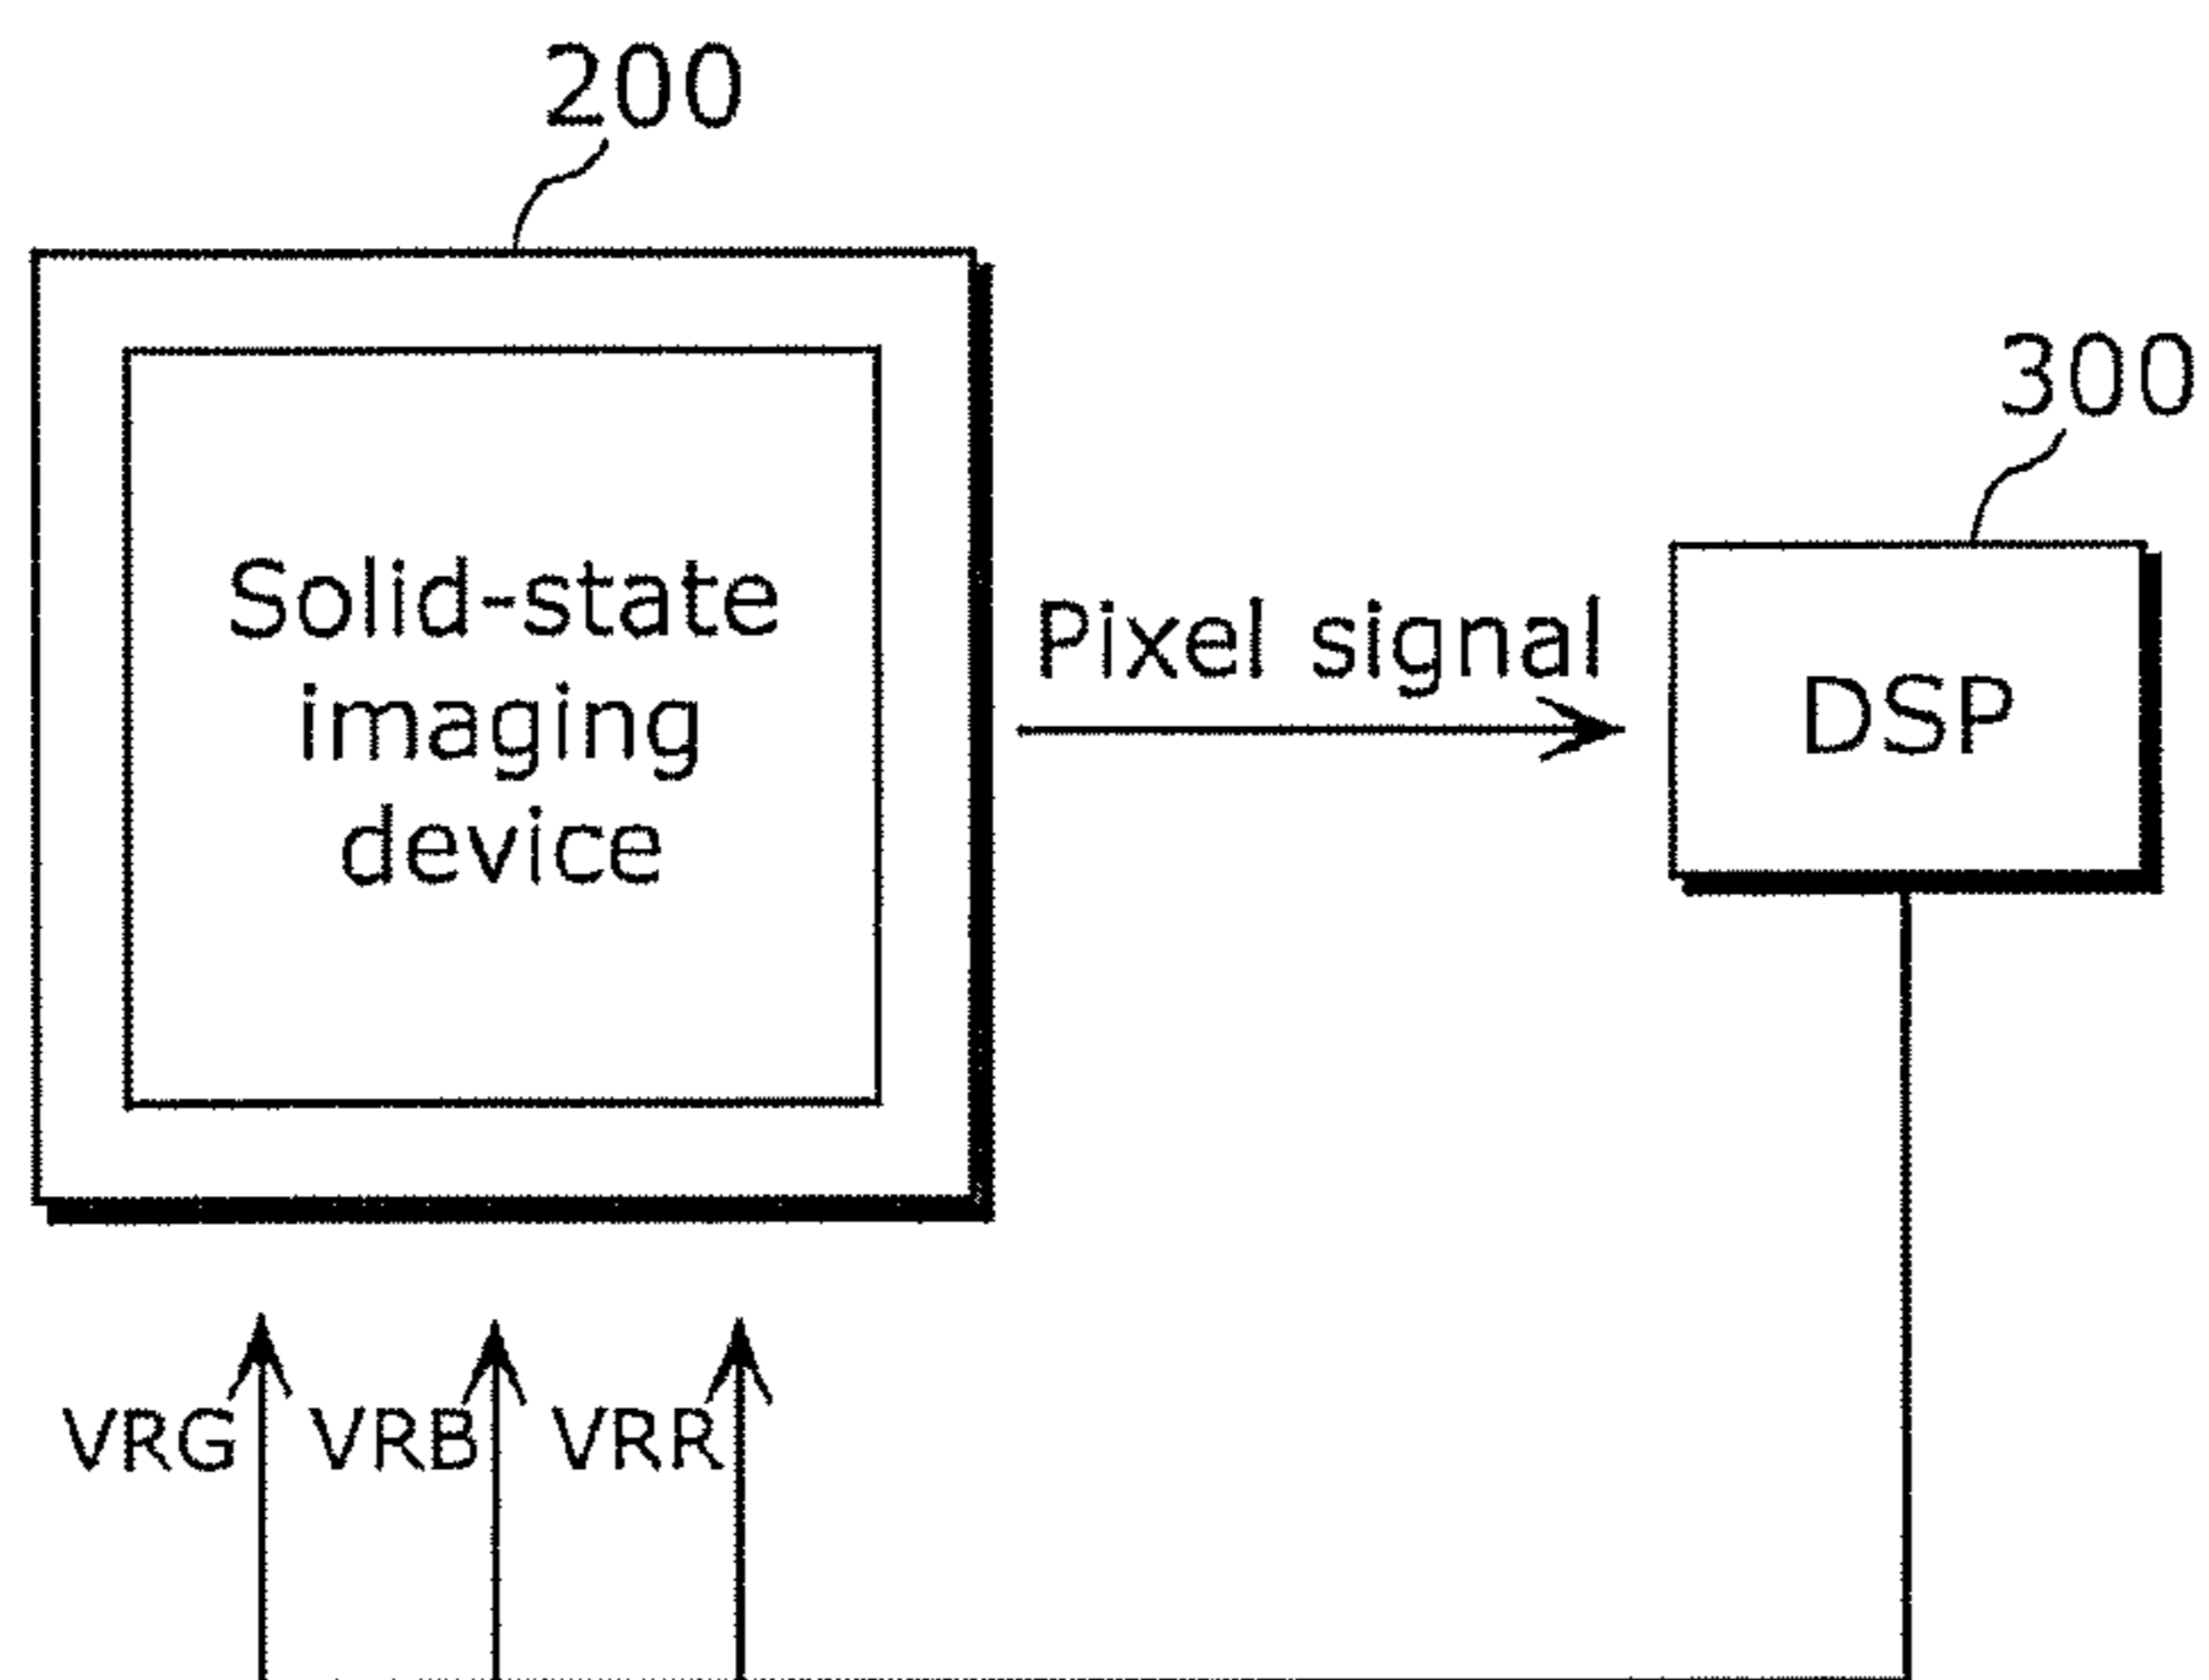 200
300
Solid-state
imaging
device
Pixel signal
DSP
VRG VRB VRR